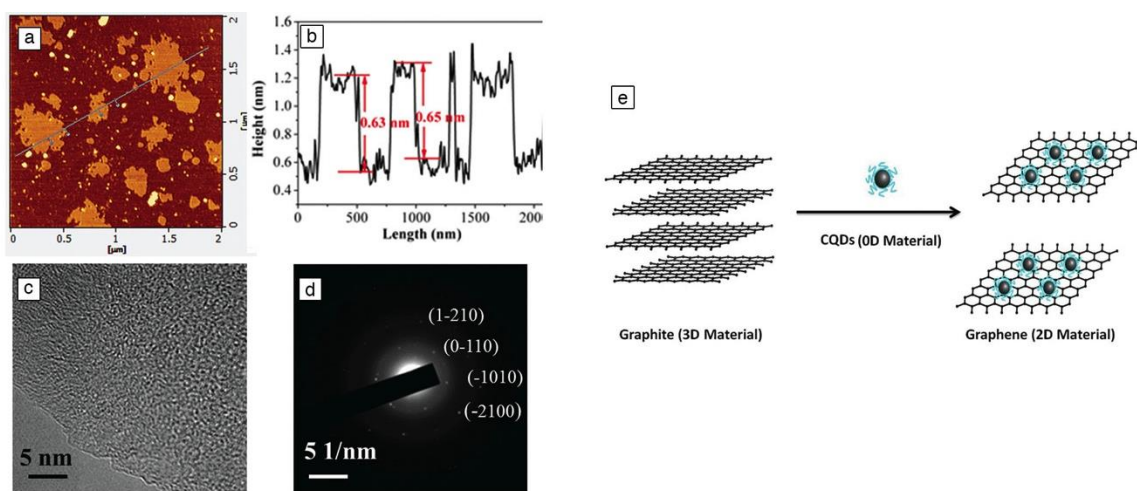 a
2
1.5
1
0.5
0
0
0.5
1
1.5
2
[µm]
[µm]
b
1.6
1.4
1.2
1.0
0.8
0.6
0.4
Height (nm)
0.63 nm
0.65 nm
0
500
1000
1500
2000
Length (nm)
c
5 nm
d
(1-210)
(0-110)
(-1010)
(-2100)
5 1/nm
e
CQDs (0D Material)
Graphite (3D Material)
Graphene (2D Material)